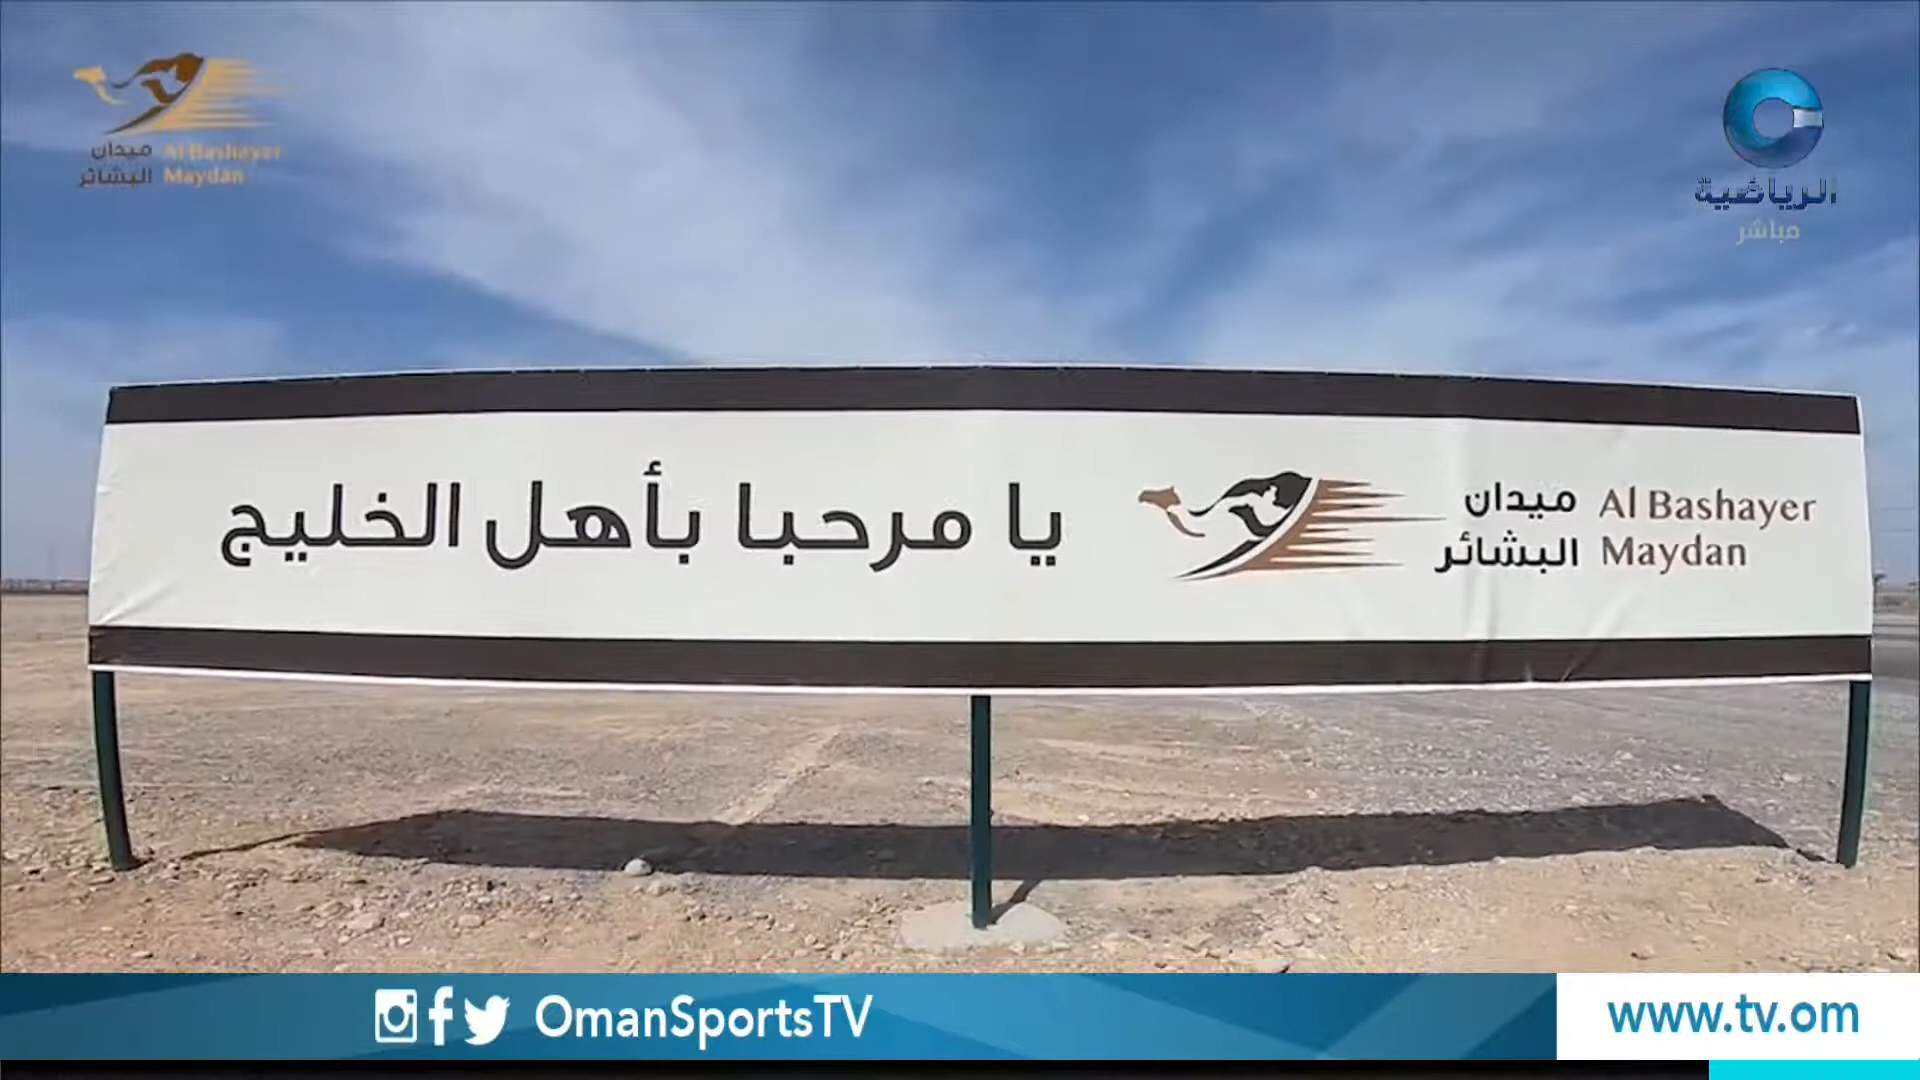 ميدان Al Bashayer
البشائر Maydan
الرياضية
مباشر
يا مرحبا بأهل الخليج
ميدان Al Bashayer
البشائر Maydan
OmanSportsTV
www.tv.om